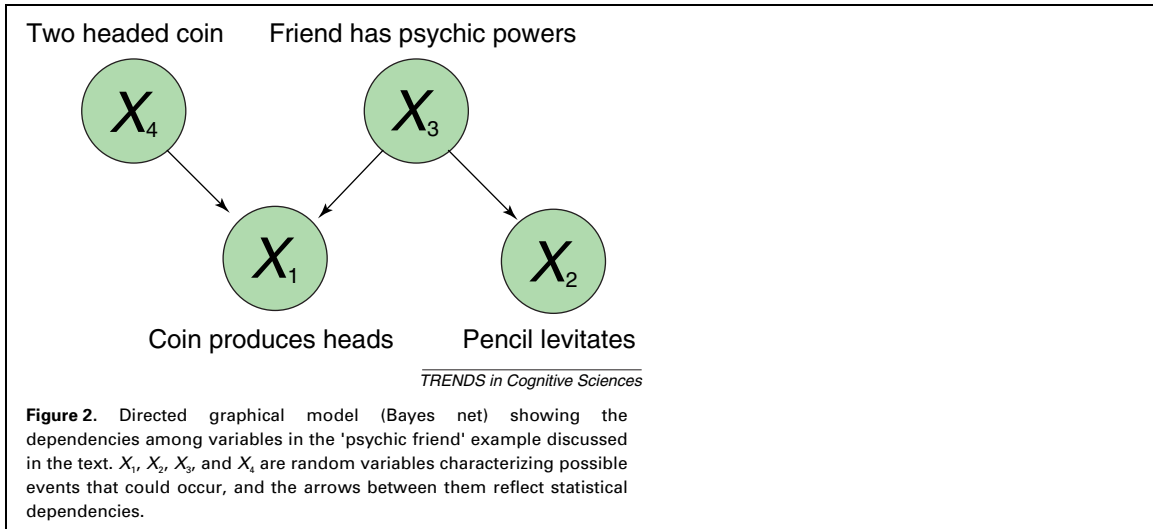 Two headed coin Friend has psychic powers
X4 X3
X1 X2
Coin produces heads Pencil levitates
TRENDS in Cognitive Sciences
Figure 2. Directed graphical model (Bayes net) showing the
dependencies among variables in the 'psychic friend' example discussed
in the text. X1, X2, X3, and X4 are random variables characterizing possible
events that could occur, and the arrows between them reflect statistical
dependencies.